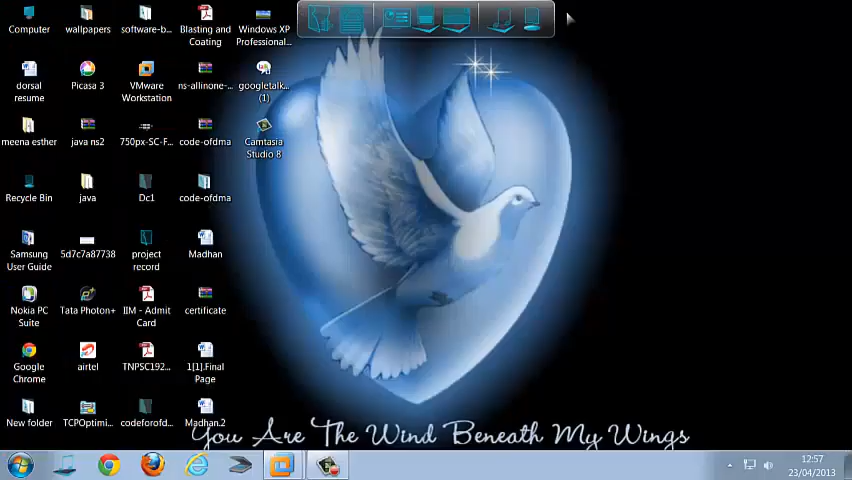 Computer
wallpapers
software-b...
Blasting and
Coating
Windows XP
Professional...
dorsal
resume
Picasa 3
VMware
Workstation
ns-allinone-...
googletalk...
(1)
meena esther
java ns2
750px-SC-F...
code-ofdma
Camtasia
Studio 8
Recycle Bin
java
Dc1
code-ofdma
Samsung
User Guide
5d7c7a87738
project
record
Madhan
Nokia PC
Suite
Tata Photon+
IIM - Admit
Card
certificate
Google
Chrome
airtel
TNPSC192...
1[1].Final
Page
New folder
TCPOptimi...
codeforofd...
Madhan.2
You Are The Wind Beneath My Wings
12:57
23/04/2013